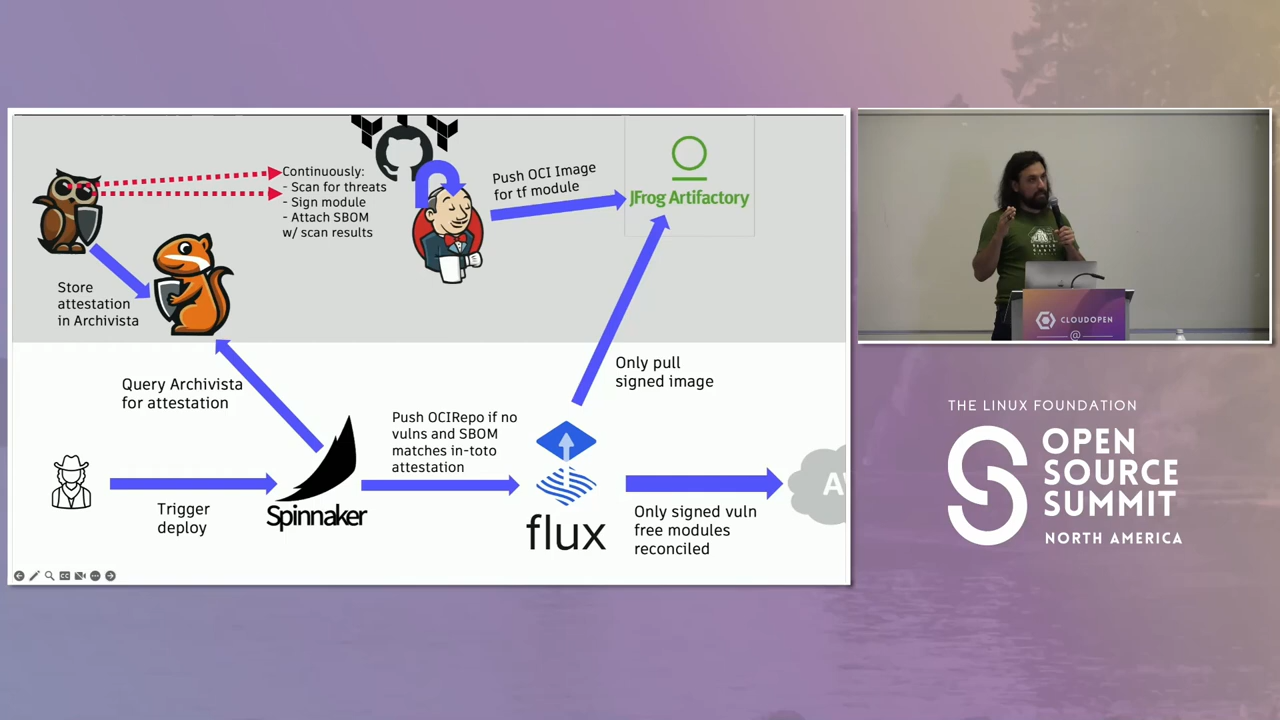 Continuously:
- Scan for threats
- Sign module
- Attach SBOM
w/ scan results
Push OCI Image
for tf module
JFrog Artifactory
Store
attestation
in Archivista
Query Archivista
for attestation
Only pull
signed image
Push OCIRepo if no
vulns and SBOM
matches in-toto
attestation
Trigger
deploy
Spinnaker
flux
Only signed vuln
free modules
reconciled
CLOUDOPEN
@
THE LINUX FOUNDATION
OPEN
SOURCE
SUMMIT
NORTH AMERICA